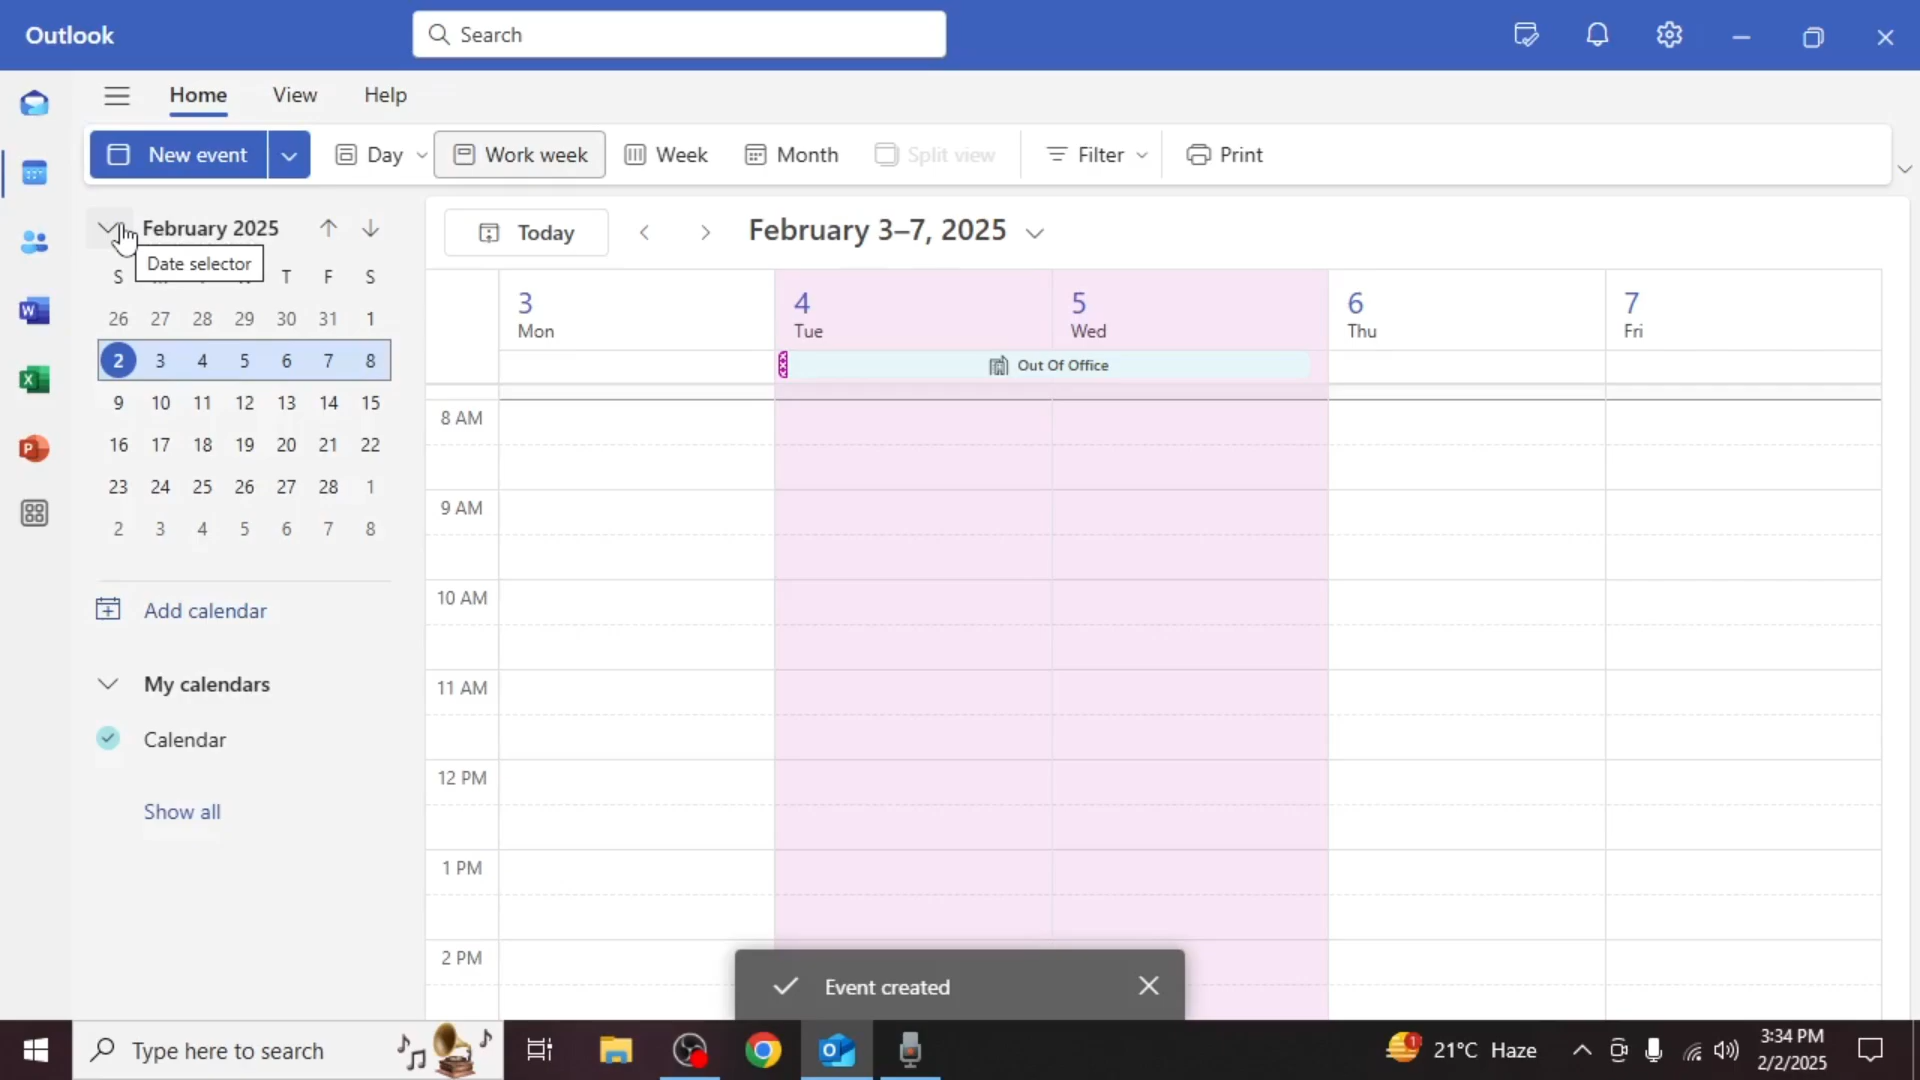 Outlook
Search
Home View Help
New event Day Work week Week Month Split view Filter Print
February 2025
Date selector
S T F S
26 27 28 29 30 31 1
2 3 4 5 6 7 8
9 10 11 12 13 14 15
16 17 18 19 20 21 22
23 24 25 26 27 28 1
2 3 4 5 6 7 8
Add calendar
My calendars
Calendar
Show all
Today February 3–7, 2025
3 4 5 6 7
Mon Tue Wed Thu Fri
Out Of Office
8 AM
9 AM
10 AM
11 AM
12 PM
1 PM
2 PM
Event created
Type here to search
1
21°C Haze
3:34 PM
2/2/2025